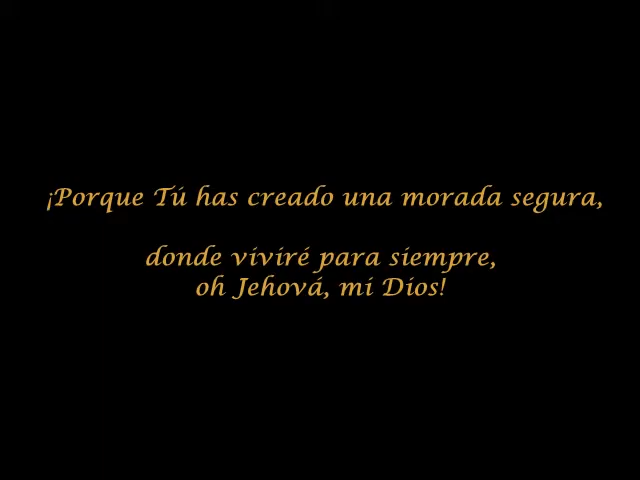 ¡Porque Tú has creado una morada segura,
donde viviré para siempre,
oh Jehová, mi Dios!